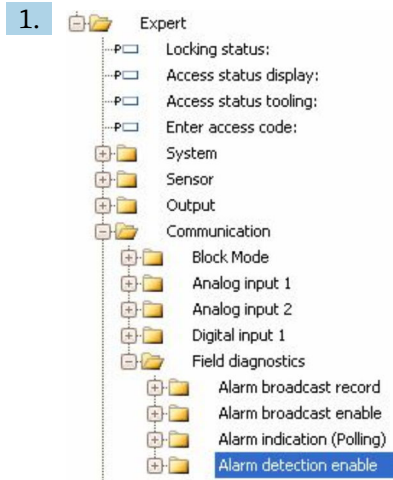 1.
Expert
Locking status:
Access status display:
Access status tooling:
Enter access code:
System
Sensor
Output
Communication
Block Mode
Analog input 1
Analog input 2
Digital input 1
Field diagnostics
Alarm broadcast record
Alarm broadcast enable
Alarm indication (Polling)
Alarm detection enable